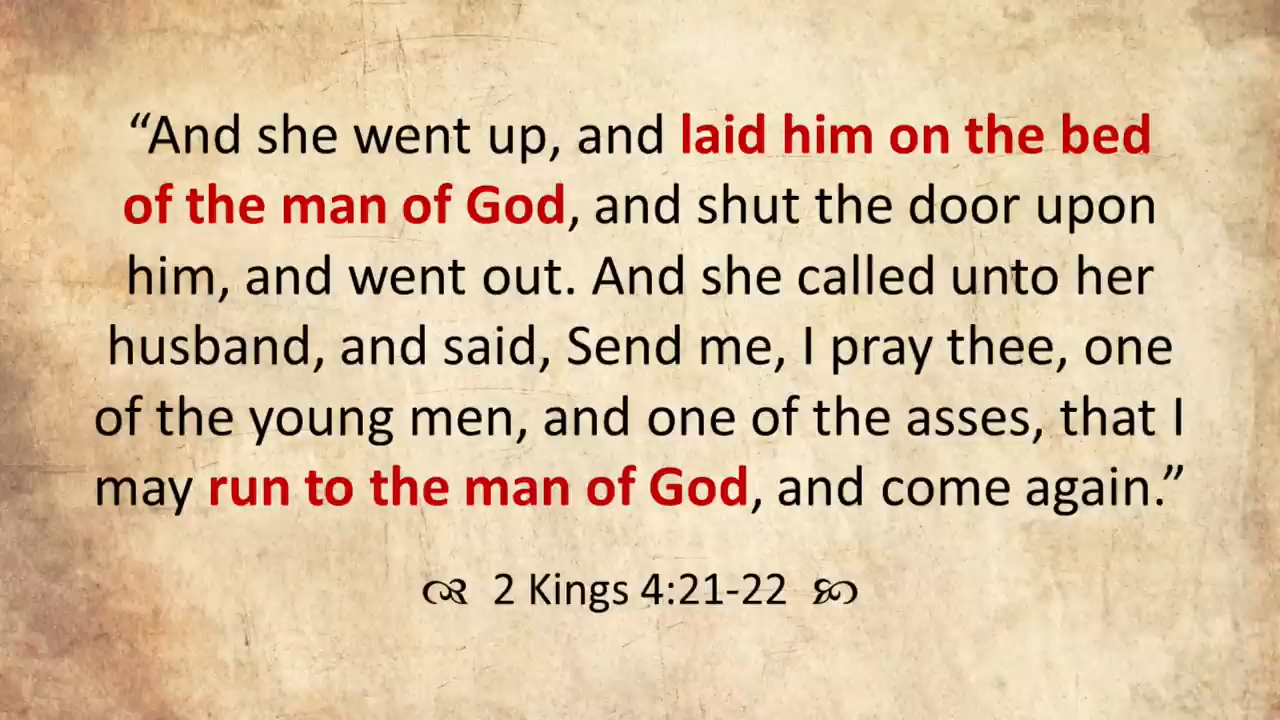 “And she went up, and laid him on the bed
of the man of God, and shut the door upon
him, and went out. And she called unto her
husband, and said, Send me, I pray thee, one
of the young men, and one of the asses, that I
may run to the man of God, and come again.”
2 Kings 4:21-22